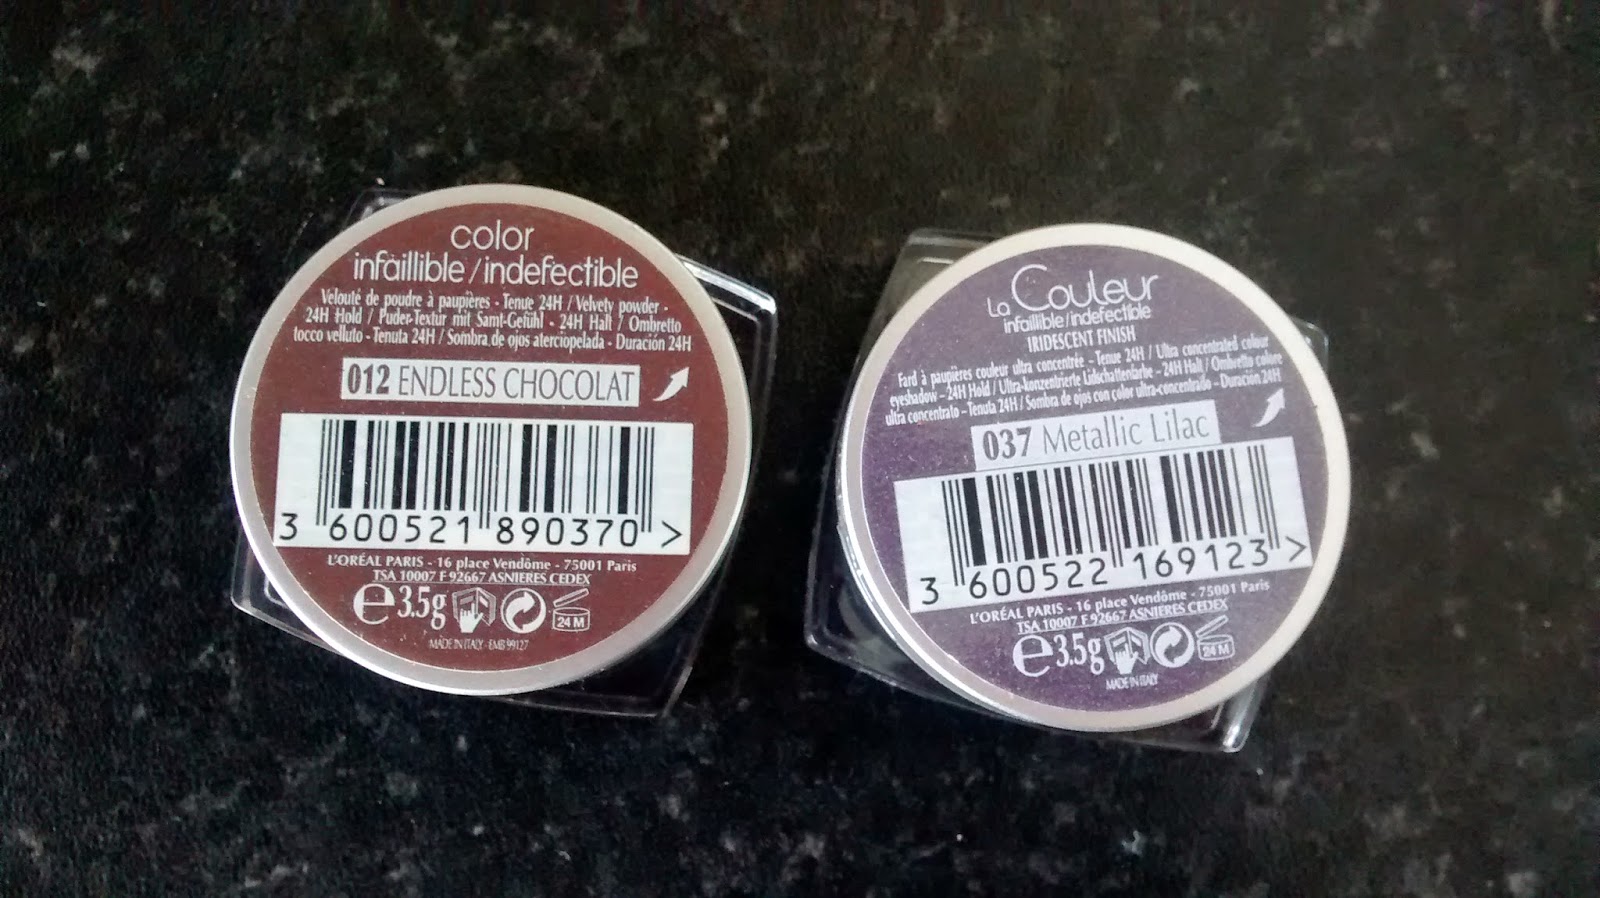 color
infaillible/indefectible
Velouté de poudre à paupières - Tenue 24H / Velvety powder -
24H Hold / Puder-Textur mit Samt-Gefühl - 24H Halt / Ombretto
tocco velluto - Tenuta 24H / Sombra de ojos aterciopelada - Duración 24H
012 ENDLESS CHOCOLAT
3 600521 890370 >
L'ORÉAL PARIS - 16 place Vendôme - 75001 Paris
TSA 10007 F 92667 ASNIERES CEDEX
e 3.5g 24 M
MADE IN ITALY - EMB 99127
La Couleur
infaillible/indefectible
IRIDESCENT FINISH
Fard à paupières couleur ultra concentrée - Tenue 24H / Ultra concentrated colour
eyeshadow - 24H Hold / Ultra-konzentrierte Lidschattenfarbe - 24H Halt / Ombretto colore
ultra concentrato - Tenuta 24H / Sombra de ojos con color ultra-concentrado - Duración 24H
037 Metallic Lilac
3 600522 169123 >
L'ORÉAL PARIS - 16 place Vendôme - 75001 Paris
TSA 10007 F 92667 ASNIERES CEDEX
e 3.5g 24 M
MADE IN ITALY